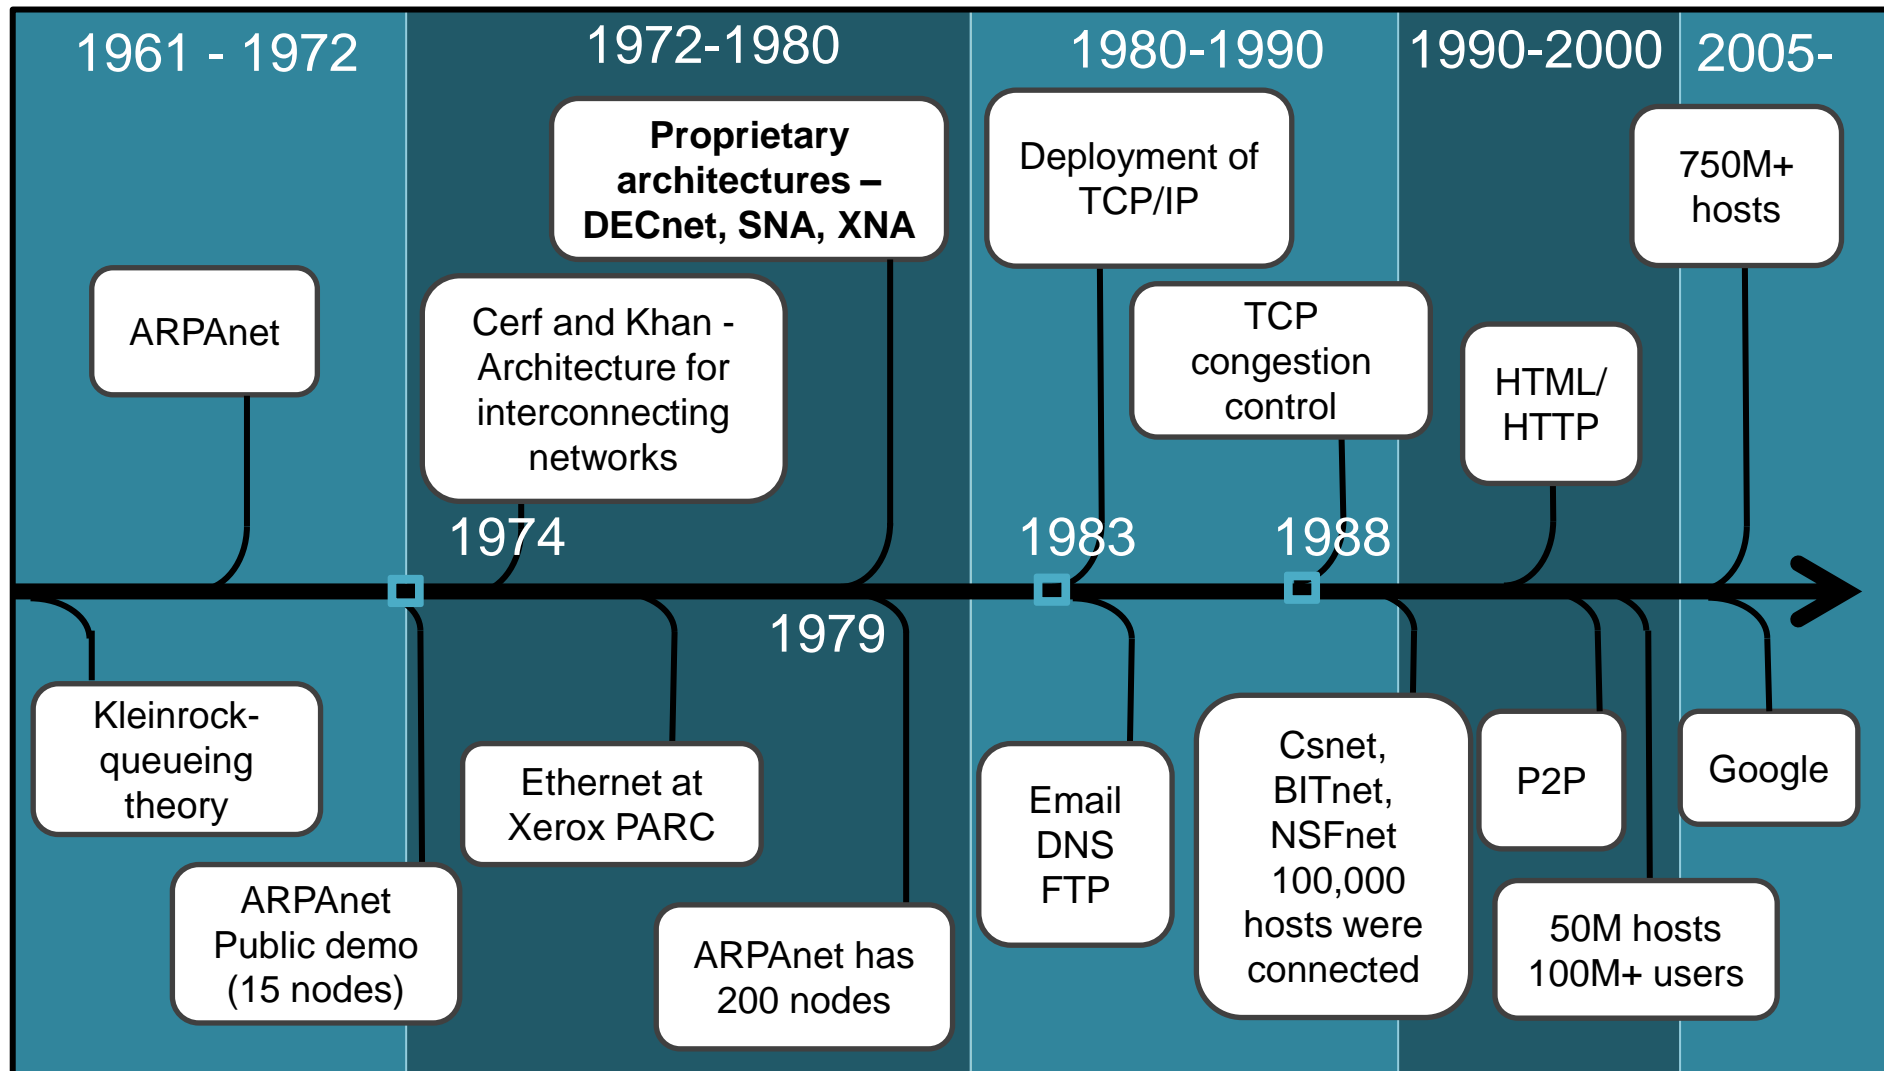 1961 - 1972
1972-1980
1980-1990
1990-2000
2005-
Proprietary
architectures –
DECnet, SNA, XNA
Deployment of
TCP/IP
750M+
hosts
ARPAnet
Cerf and Khan -
Architecture for
interconnecting
networks
TCP
congestion
control
HTML/
HTTP
1974
1983
1988
1979
Kleinrock-
queueing
theory
Ethernet at
Xerox PARC
Email
DNS
FTP
Csnet,
BITnet,
NSFnet
100,000
hosts were
connected
P2P
Google
ARPAnet
Public demo
(15 nodes)
ARPAnet has
200 nodes
50M hosts
100M+ users